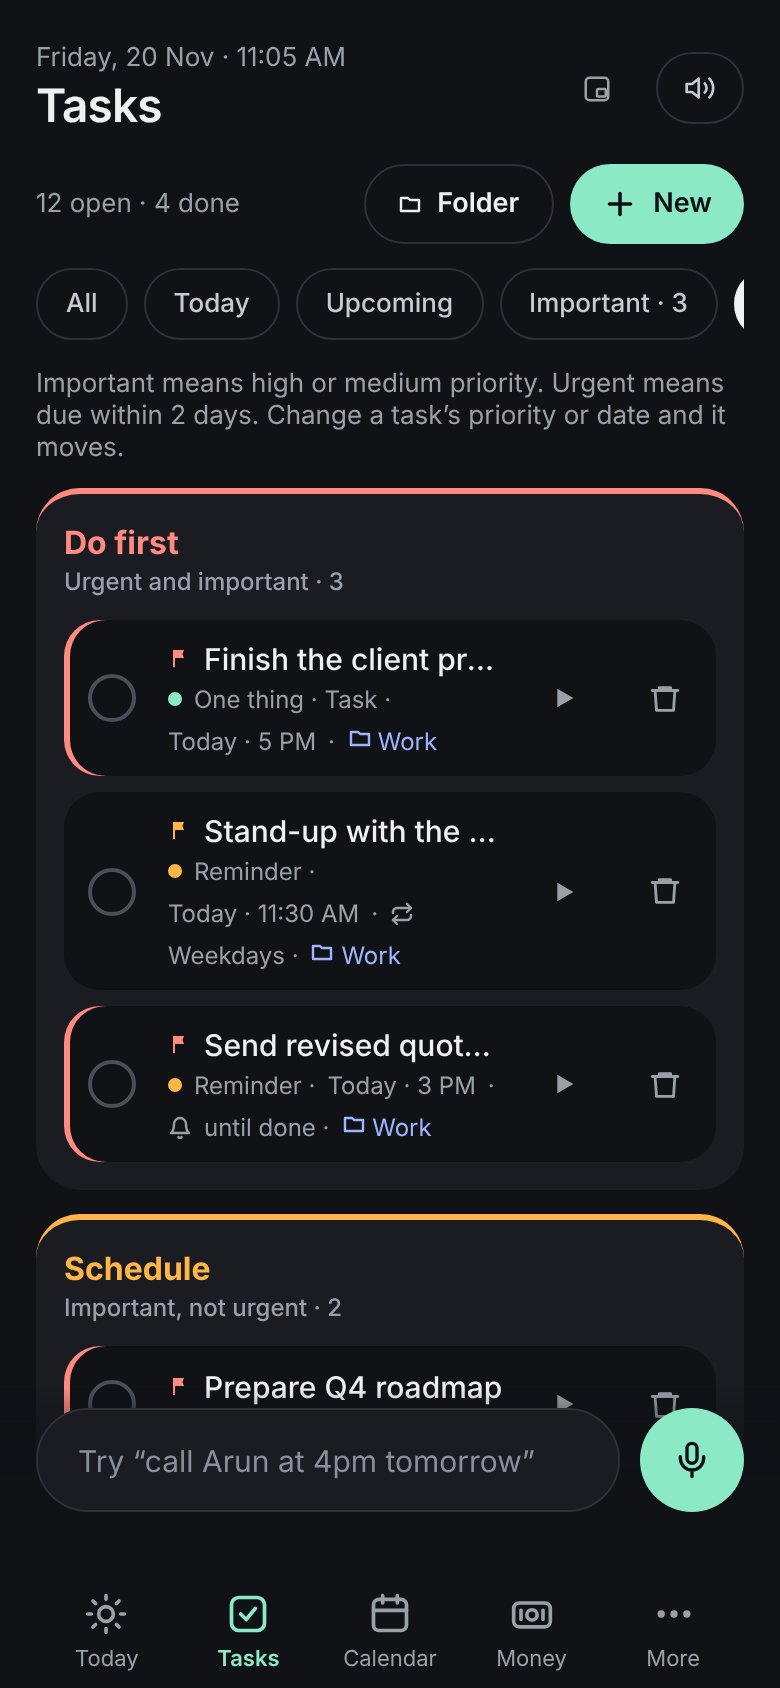 Friday, 20 Nov · 11:05 AM
Tasks
12 open · 4 done
Folder
New
All
Today
Upcoming
Important · 3
Important means high or medium priority. Urgent means
due within 2 days. Change a task’s priority or date and it
moves.
Do first
Urgent and important · 3
Finish the client pr...
One thing · Task ·
Today · 5 PM · Work
Stand-up with the ...
Reminder ·
Today · 11:30 AM ·
Weekdays · Work
Send revised quot...
Reminder · Today · 3 PM ·
until done · Work
Schedule
Important, not urgent · 2
Prepare Q4 roadmap
Try “call Arun at 4pm tomorrow”
Today
Tasks
Calendar
Money
More